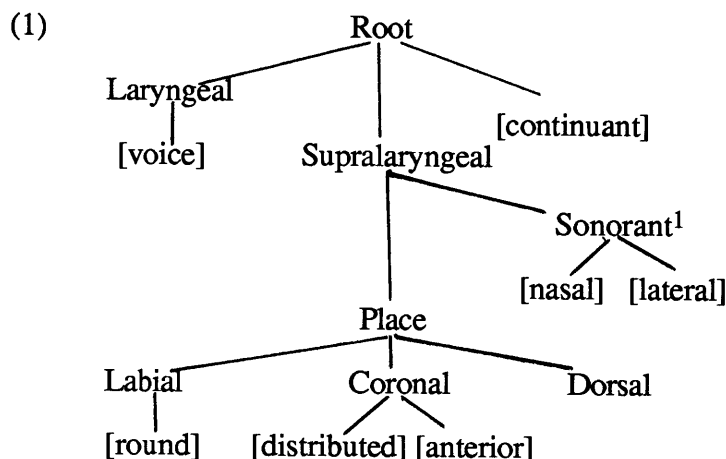 (1) Root
Laryngeal
[continuant]
[voice]
Supralaryngeal
Sonorant1
[nasal] [lateral]
Place
Labial Coronal Dorsal
[round] [distributed] [anterior]